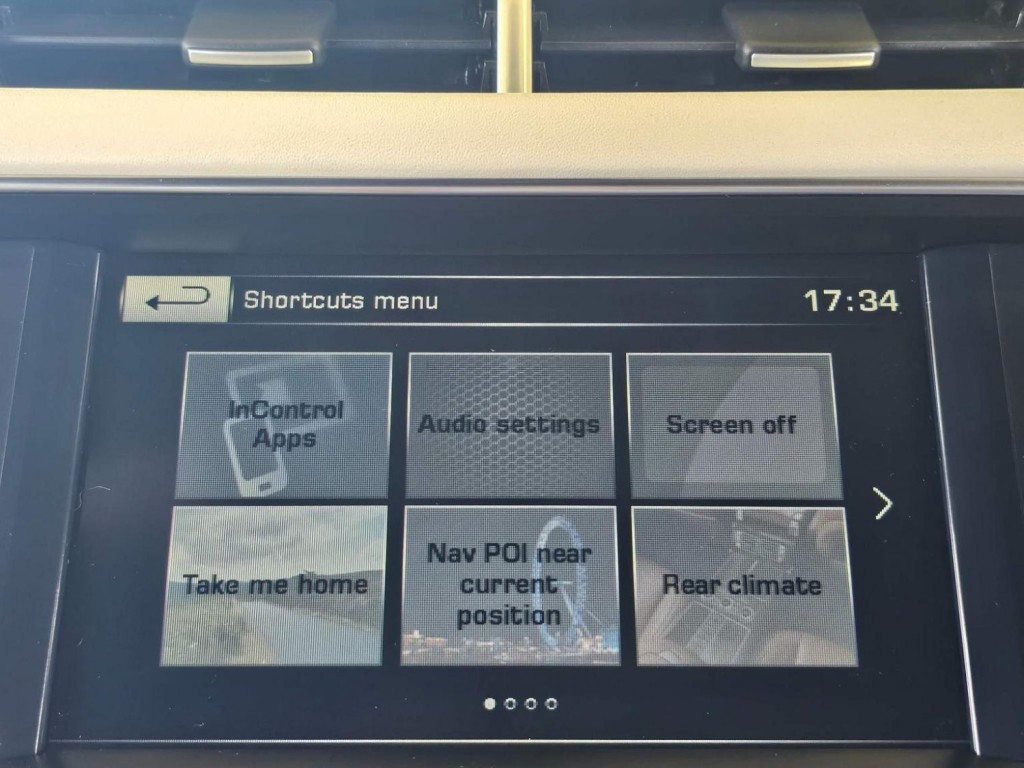 Shortcuts menu
17:34
InControl
Apps
Audio settings
Screen off
Take me home
Nav POI near
current
position
Rear climate